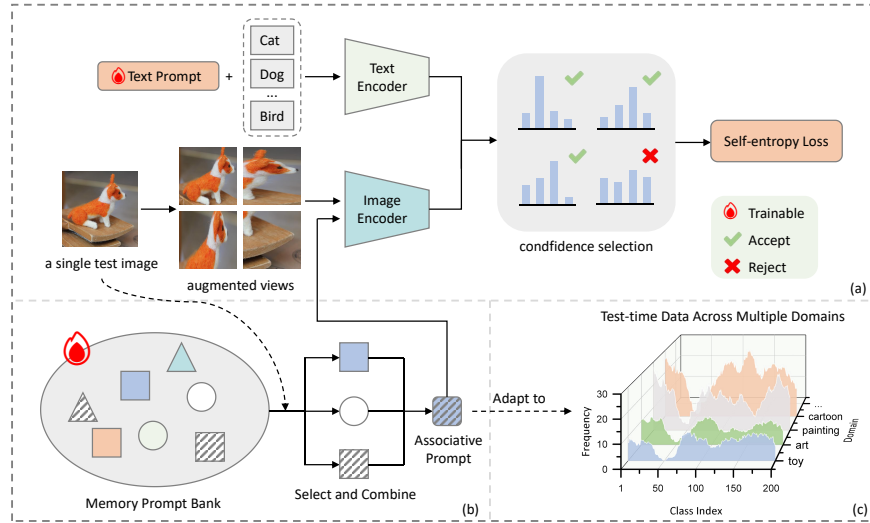 Cat
Text Prompt
+
Dog
...
Bird
Text
Encoder
Self-entropy Loss
Image
Encoder
condfidence selection
Trainable
Accept
Reject
a single test image
augmented views
(a)
Test-time Data Across Multiple Domains
Frequency
30
20
10
0
1
50
100
150
200
Class Index
...
cartoon
painting
art
toy
Domain
Adapt to
Associative
Prompt
Memory Prompt Bank
Select and Combine
(b)
(c)